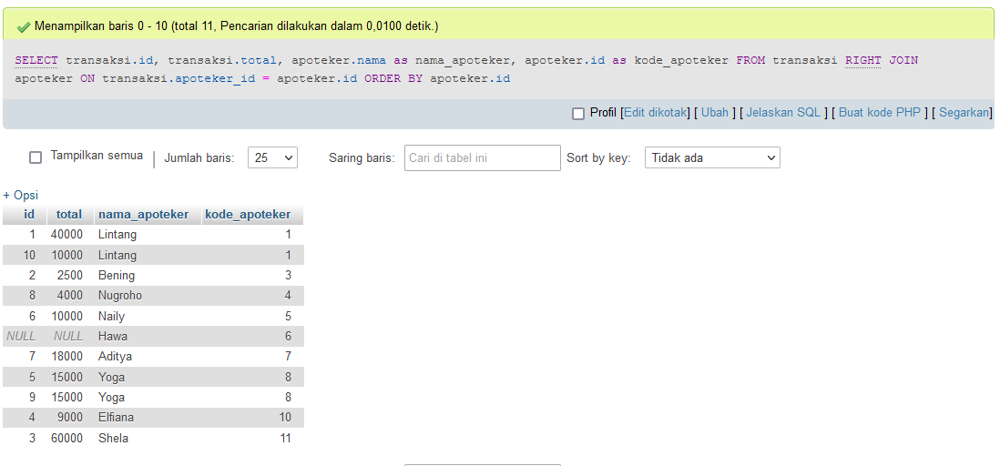 Menampilkan baris 0 - 10 (total 11, Pencarian dilakukan dalam 0,0100 detik.)
SELECT transaksi.id, transaksi.total, apoteker.nama as nama_apoteker, apoteker.id as kode_apoteker FROM transaksi RIGHT JOIN
apoteker ON transaksi.apoteker_id = apoteker.id ORDER BY apoteker.id
Profil [Edit dikotak] [ Ubah ] [ Jelaskan SQL ] [ Buat kode PHP ] [ Segarkan]
Tampilkan semua | Jumlah baris: 25 Saring baris: Cari di tabel ini Sort by key: Tidak ada
+ Opsi
id total nama_apoteker kode_apoteker
1 40000 Lintang 1
10 10000 Lintang 1
2 2500 Bening 3
8 4000 Nugroho 4
6 10000 Naily 5
NULL NULL Hawa 6
7 18000 Aditya 7
5 15000 Yoga 8
9 15000 Yoga 8
4 9000 Elfiana 10
3 60000 Shela 11